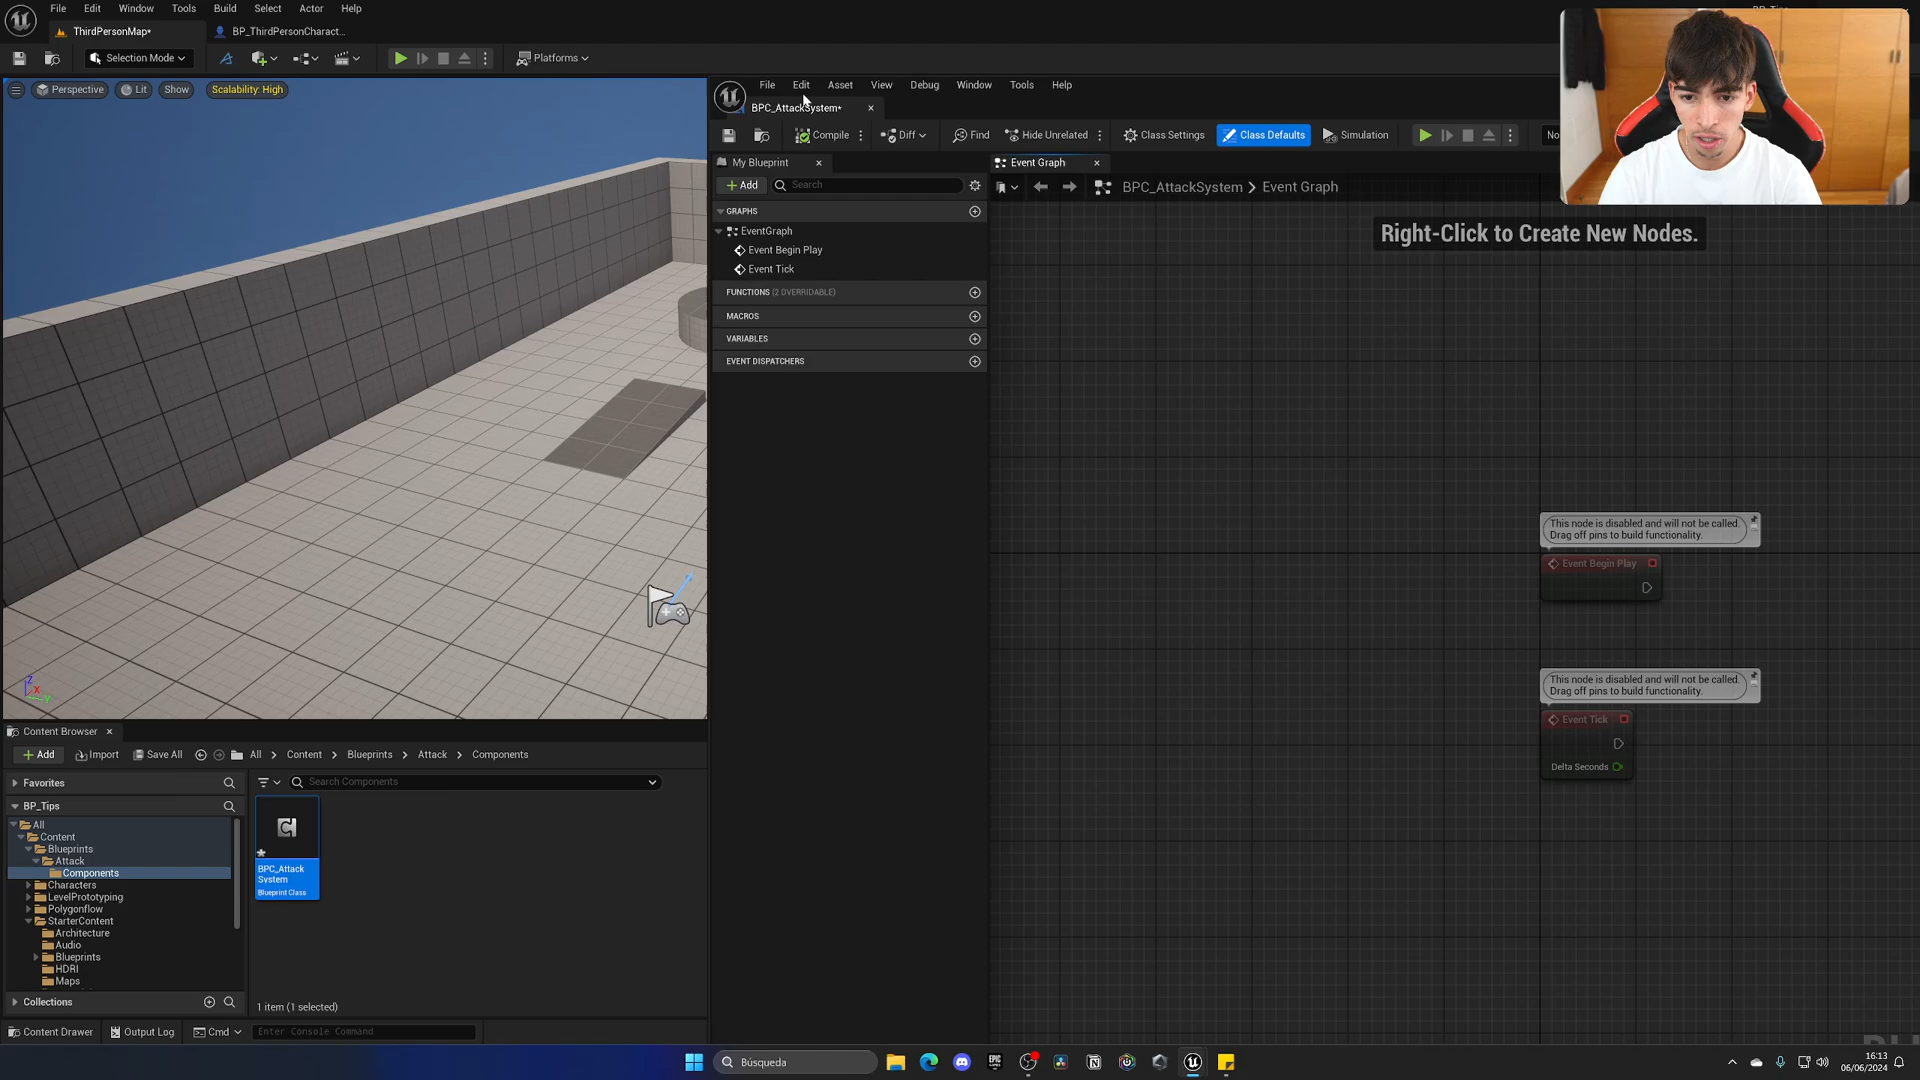 File Edit Window Tools Build Select Actor Help
ThirdPersonMap*
BP_ThirdPersonCharact...
Selection Mode
Platforms
Perspective
Lit
Show
Scalability: High
File Edit Asset View Debug Window Tools Help
BPC_AttackSystem*
Compile
Diff
Find
Hide Unrelated
Class Settings
Class Defaults
Simulation
No
My Blueprint
Event Graph
Add
Search
BPC_AttackSystem > Event Graph
GRAPHS
EventGraph
Event Begin Play
Event Tick
FUNCTIONS (2 OVERRIDABLE)
MACROS
VARIABLES
EVENT DISPATCHERS
Right-Click to Create New Nodes.
This node is disabled and will not be called.
Drag off pins to build functionality.
Event Begin Play
This node is disabled and will not be called.
Drag off pins to build functionality.
Event Tick
Delta Seconds
Z
X
Y
Content Browser
Add
Import
Save All
All > Content > Blueprints > Attack > Components
Favorites
Search Components
BP_Tips
All
Content
Blueprints
Attack
Components
Characters
LevelPrototyping
Polygonflow
StarterContent
Architecture
Audio
Blueprints
HDRI
Maps
BPC_Attack
System
Blueprint Class
Collections
1 item (1 selected)
Content Drawer
Output Log
Cmd
Enter Console Command
Búsqueda
EPIC
16:13
06/06/2024